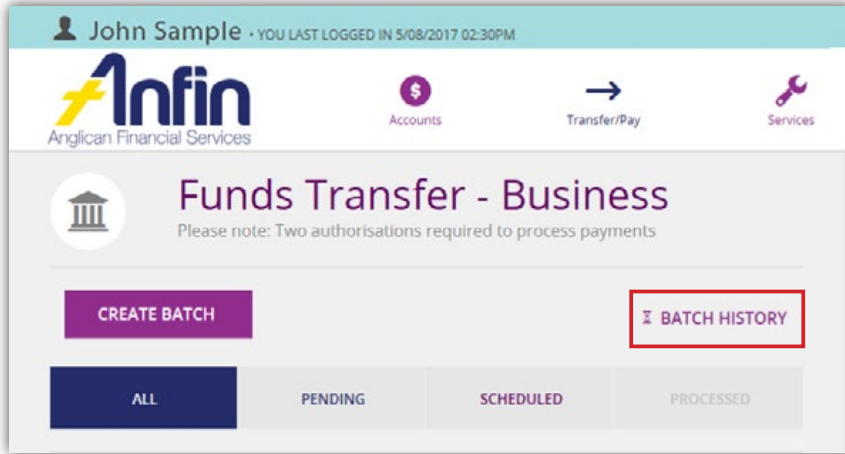 John Sample • YOU LAST LOGGED IN 5/08/2017 02:30PM
Anfin
Anglican Financial Services
Accounts
Transfer/Pay
Services
Funds Transfer - Business
Please note: Two authorisations required to process payments
CREATE BATCH
BATCH HISTORY
ALL PENDING SCHEDULED PROCESSED